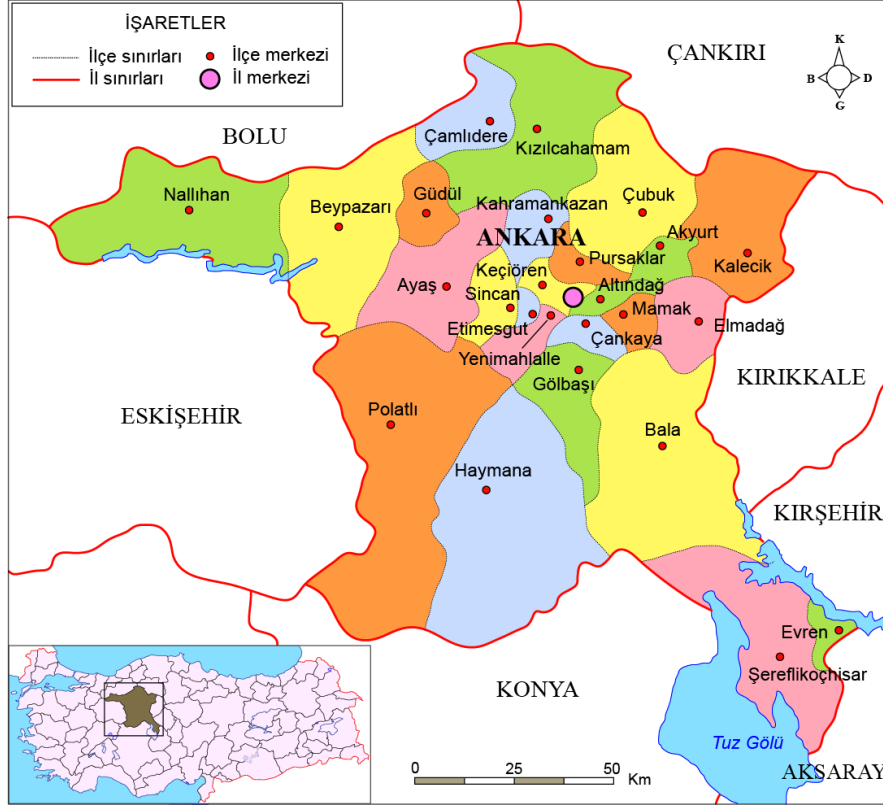 İŞARETLER
İlçe sınırları
İlçe merkezi
İl sınırları
İl merkezi
ÇANKIRI
K
B
D
G
BOLU
Çamlıdere
Kızılcahamam
Nallıhan
Güdül
Beypazarı
Kahramankazan
Çubuk
ANKARA
Akyurt
Pursaklar
Kalecik
Keçiören
Ayaş
Sincan
Altındağ
Mamak
Elmadağ
Etimesgut
Çankaya
Yenimahlalle
Gölbaşı
KIRIKKALE
ESKİŞEHİR
Polatlı
Bala
Haymana
KIRŞEHİR
Evren
Şereflikoçhisar
KONYA
Tuz Gölü
AKSARAY
0
25
50
Km